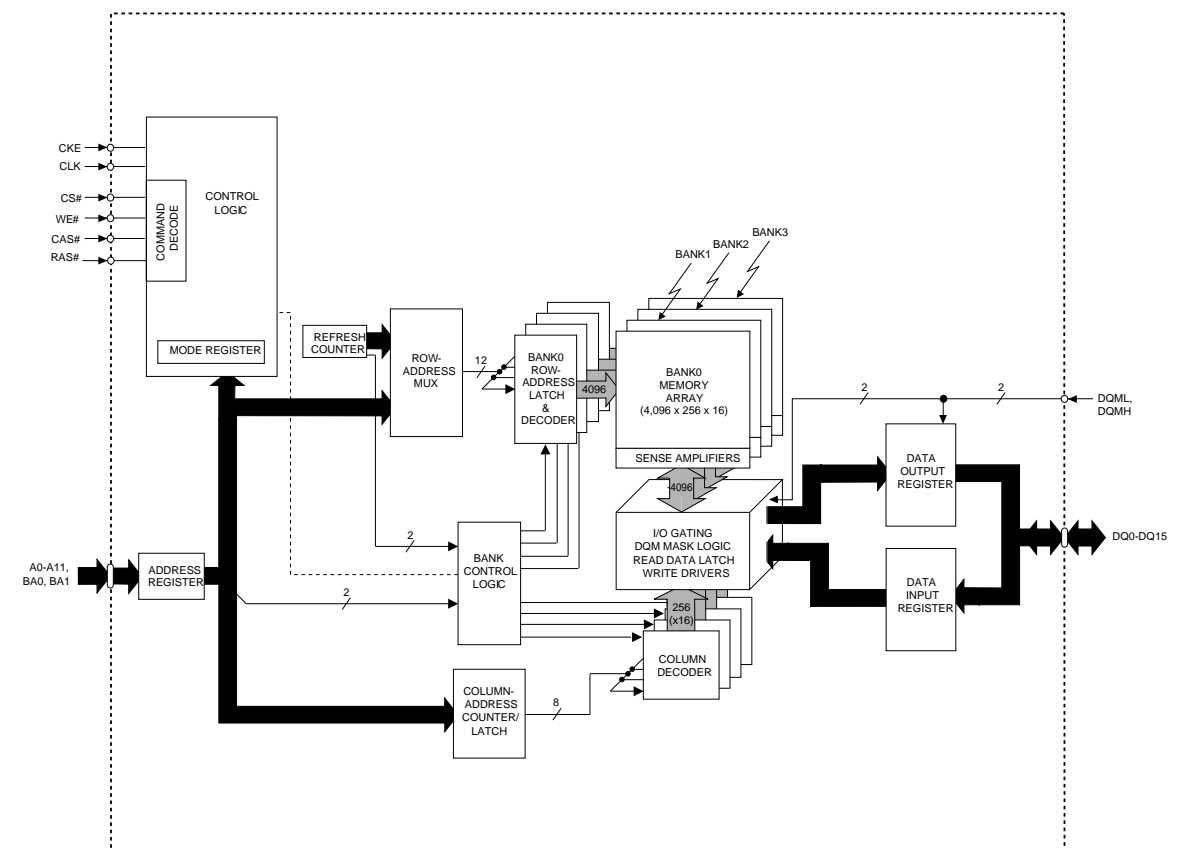 CKE
CLK
CS#
WE#
CAS#
RAS#
COMMAND
DECODE
CONTROL
LOGIC
MODE REGISTER
REFRESH
COUNTER
ROW-
ADDRESS
MUX
12
BANK0
ROW-
ADDRESS
LATCH
&
DECODER
4096
BANK1
BANK2
BANK3
BANK0
MEMORY
ARRAY
(4,096 x 256 x 16)
SENSE AMPLIFIERS
4096
I/O GATING
DQM MASK LOGIC
READ DATA LATCH
WRITE DRIVERS
2
2
DQML,
DQMH
DATA
OUTPUT
REGISTER
DQ0-DQ15
DATA
INPUT
REGISTER
A0-A11,
BA0, BA1
ADDRESS
REGISTER
2
2
BANK
CONTROL
LOGIC
256
(x16)
COLUMN
DECODER
COLUMN-
ADDRESS
COUNTER/
LATCH
8